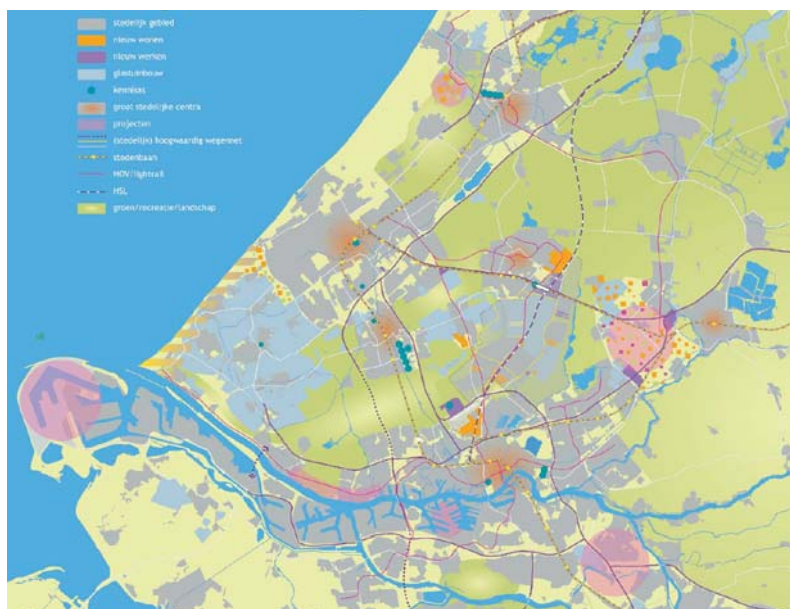 stedelijk gebied
nieuw wonen
nieuw werken
glastuinbouw
kennisas
groot stedelijke centra
projecten
(stedelijk) hoogwaardig wegennet
stedenbaan
HOV/lightrail
HSL
groen/recreatie/landschap